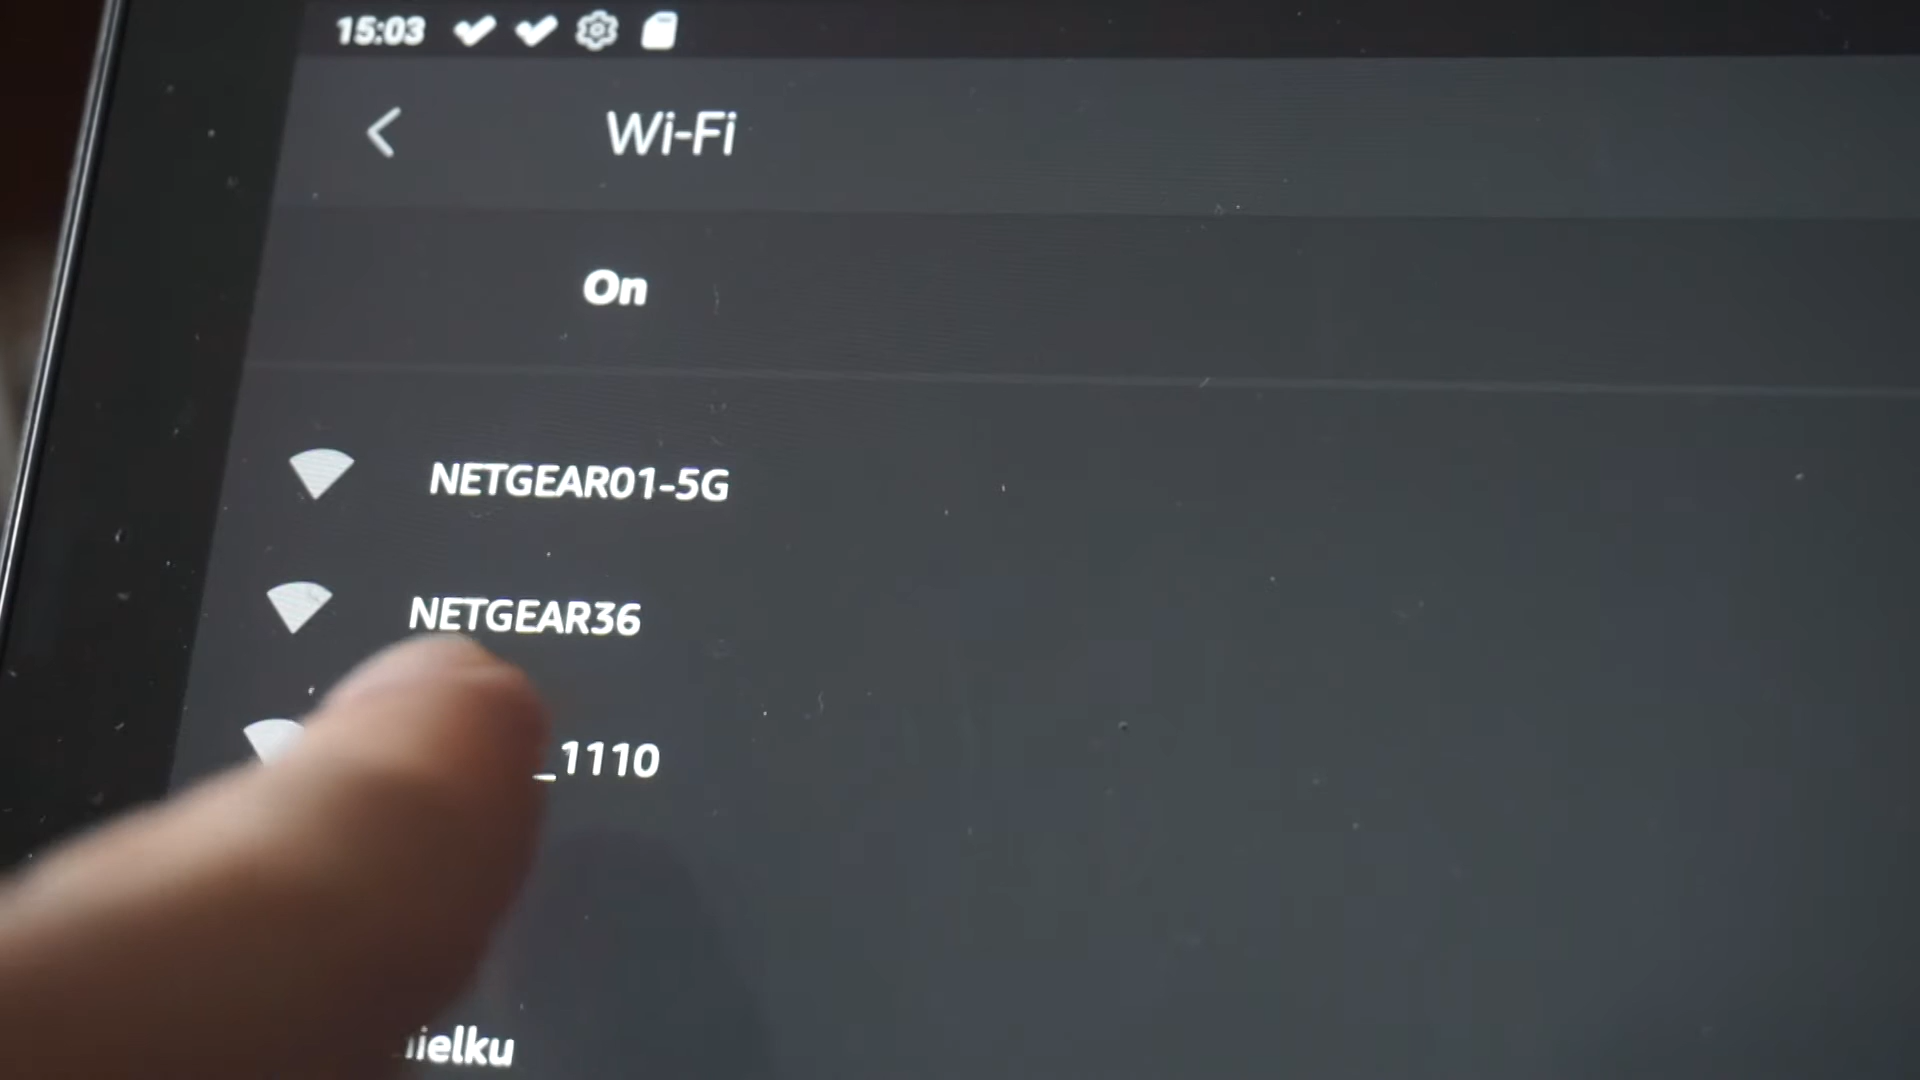 15:03
Wi-Fi
On
NETGEAR01-5G
NETGEAR36
_1110
ielku